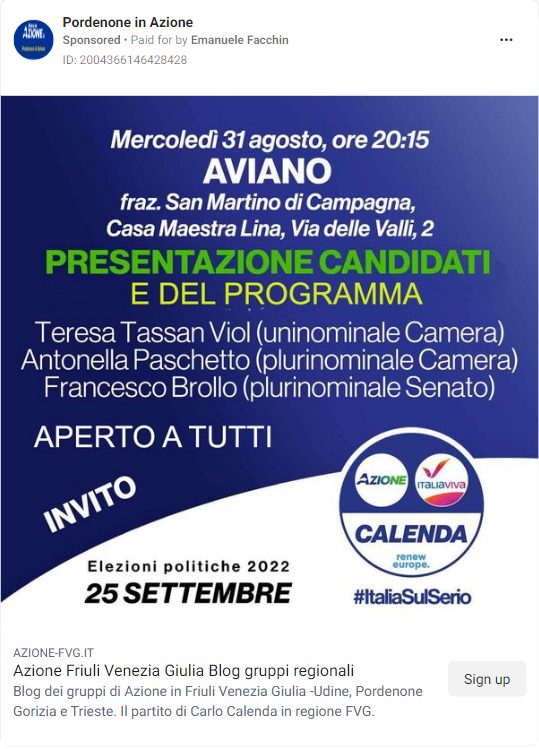 Pordenone in Azione
Sponsored • Paid for by Emanuele Facchin
ID: 2004366146428428
Mercoledì 31 agosto, ore 20:15
AVIANO
fraz. San Martino di Campagna,
Casa Maestra Lina, Via delle Valli, 2
PRESENTAZIONE CANDIDATI
E DEL PROGRAMMA
Teresa Tassan Viol (uninominale Camera)
Antonella Paschetto (plurinominale Camera)
Francesco Brollo (plurinominale Senato)
APERTO A TUTTI
INVITO
AZIONE
ITALIAVIVA
CALENDA
renew
europe.
Elezioni politiche 2022
25 SETTEMBRE
#ItaliaSulSerio
AZIONE-FVG.IT
Azione Friuli Venezia Giulia Blog gruppi regionali
Blog dei gruppi di Azione in Friuli Venezia Giulia -Udine, Pordenone
Gorizia e Trieste. Il partito di Carlo Calenda in regione FVG.
Sign up